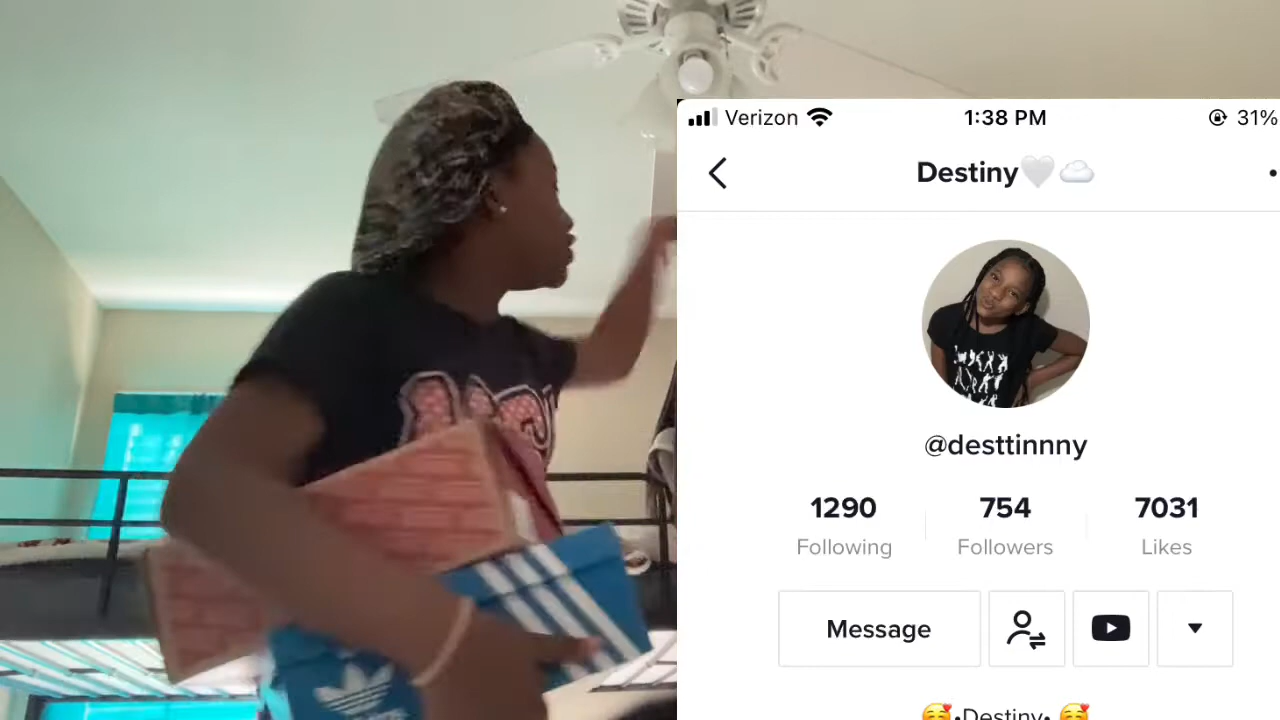 Verizon 1:38 PM 31%
Destiny🤍☁️
@desttinnny
1290 754 7031
Following Followers Likes
Message
🥰•Destiny• 🥰